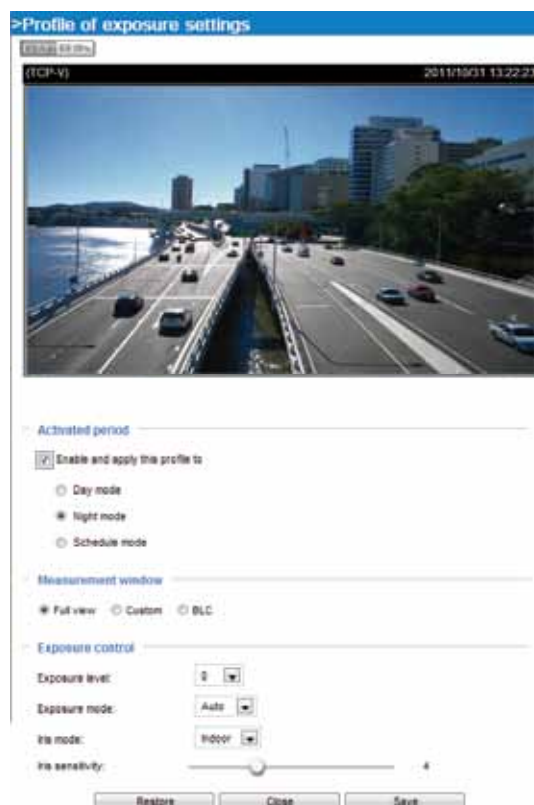 >Profile of exposure settings
(TCP-V) 2011/10/31 13:22:23
Activated period
Enable and apply this profile to
Day mode
Night mode
Schedule mode
Measurement window
Full view Custom BLC
Exposure control
Exposure level: 0
Exposure mode: Auto
Iris mode: Indoor
Iris sensitivity: 4
Restore Close Save